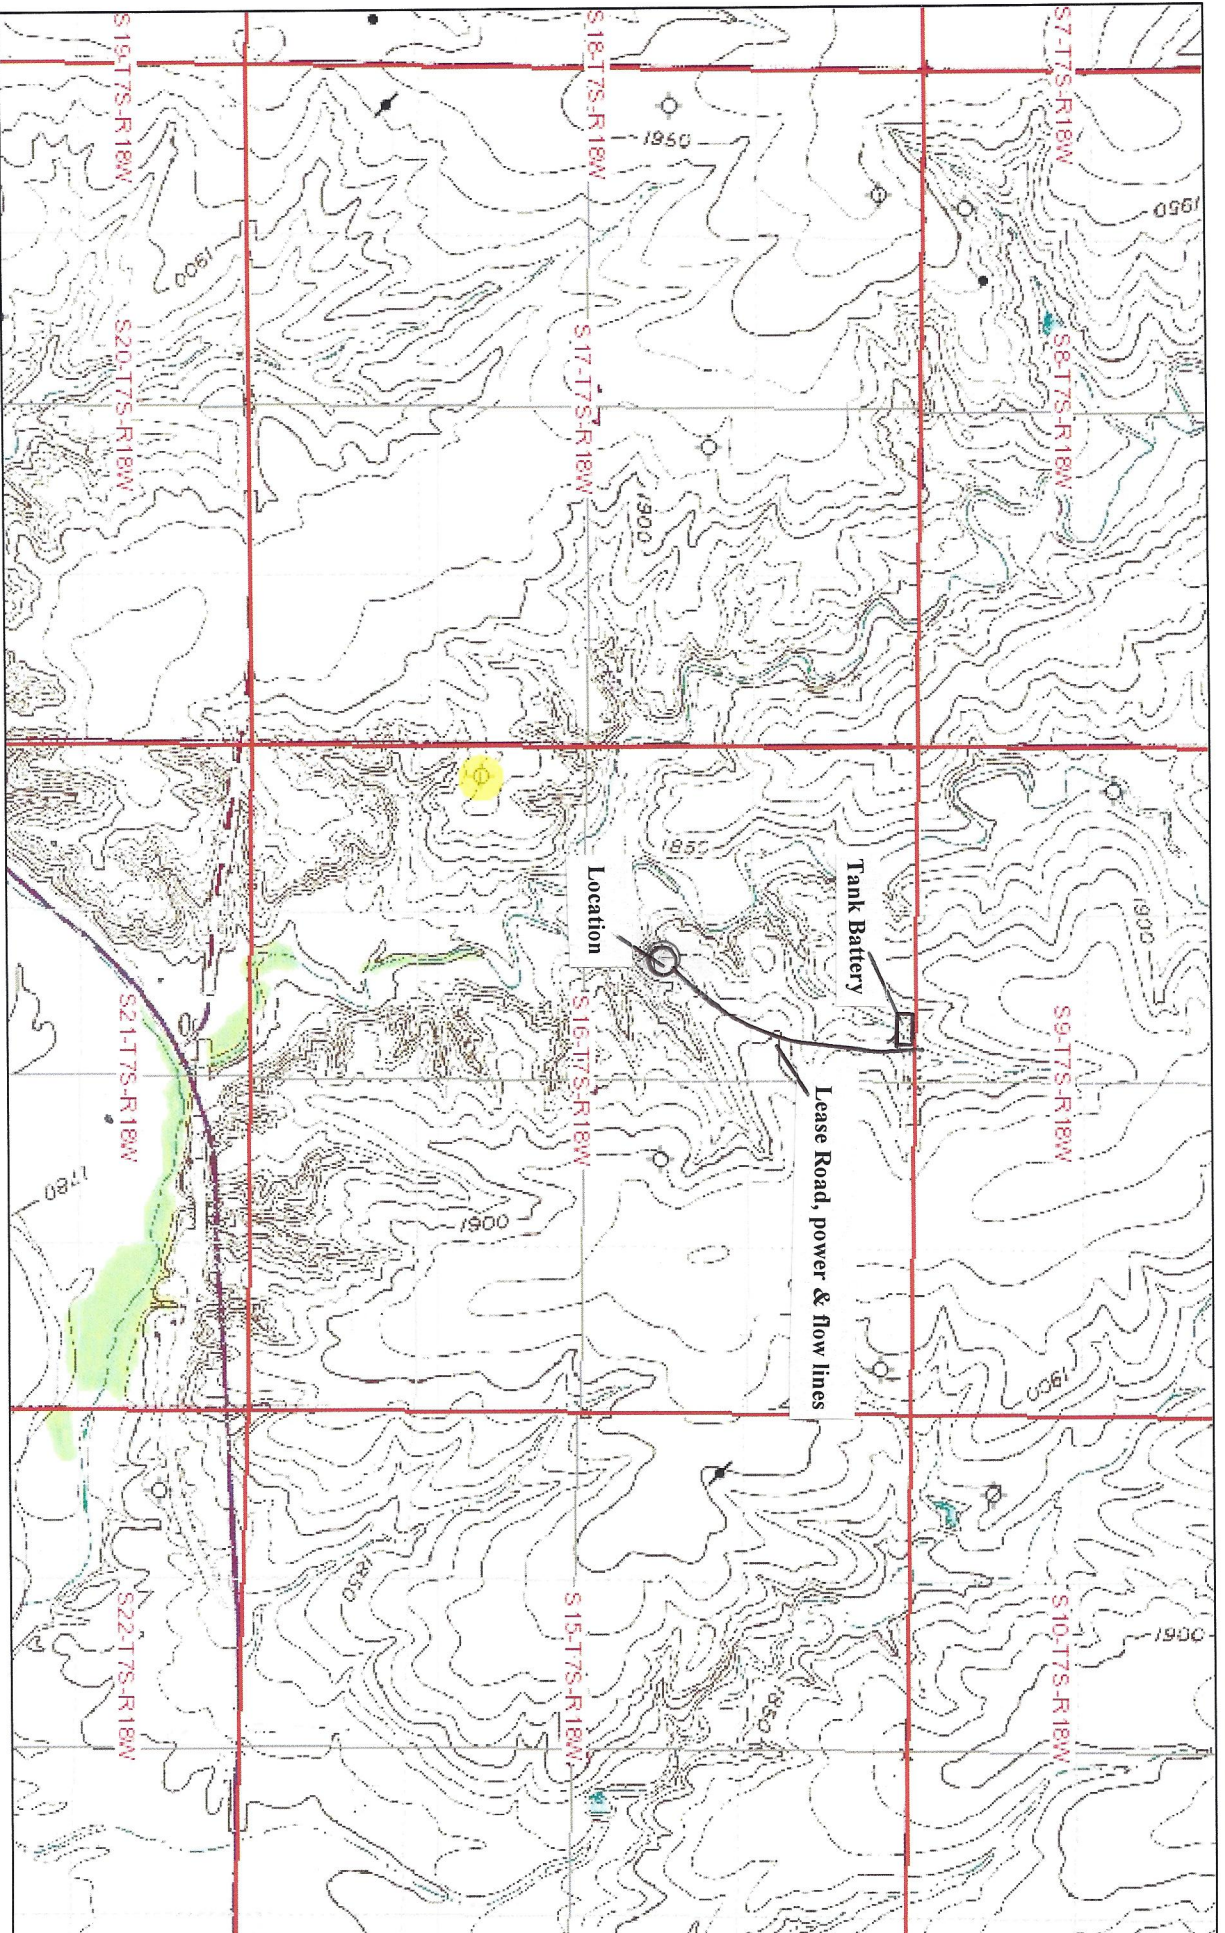 1950
1900
1900
1900
S7-T7S-R18W
S8-T7S-R18W
S9-T7S-R18W
S10-T7S-R18W
Tank Battery
Lease Road, power & flow lines
1850
1950
1900
1850
S18-T7S-R18W
S17-T7S-R18W
Location
S16-T7S-R18W
S15-T7S-R18W
1900
1850
1900
S19-T7S-R18W
S20-T7S-R18W
S21-T7S-R18W
S22-T7S-R18W
1780